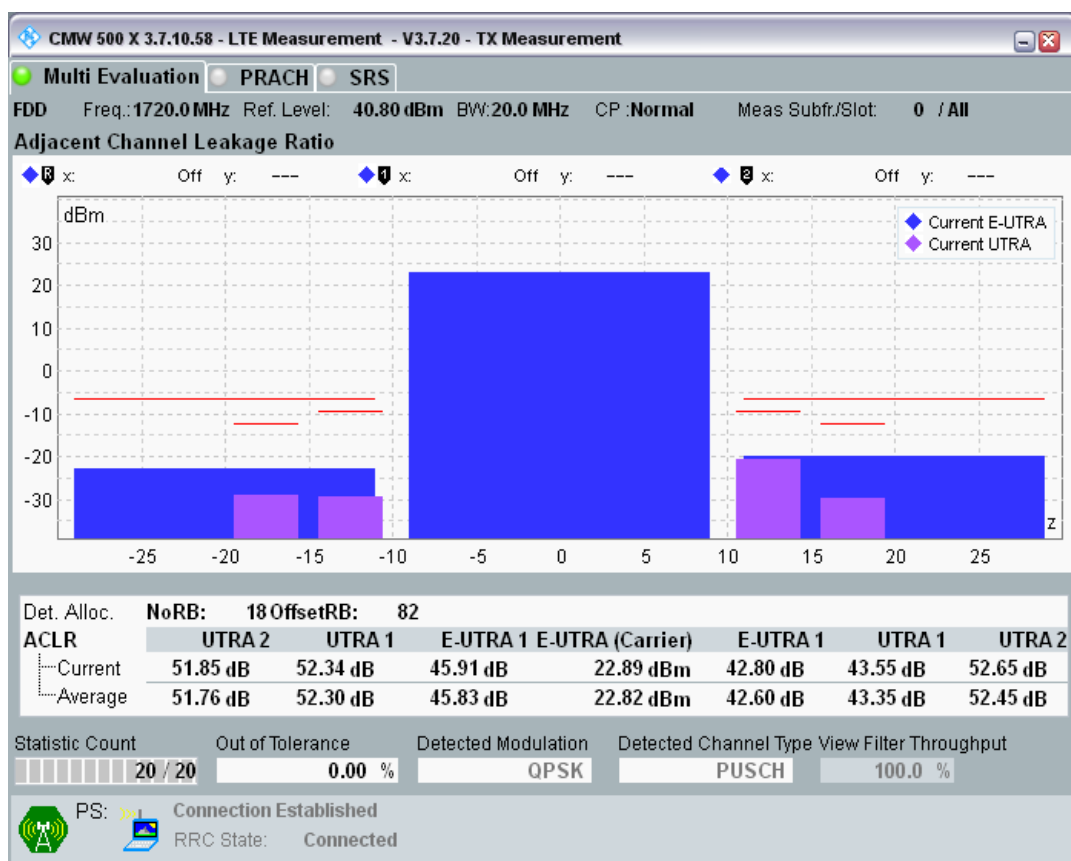 CMW 500 X 3.7.10.58 - LTE Measurement - V3.7.20 - TX Measurement
Multi Evaluation PRACH SRS
FDD Freq.: 1720.0 MHz Ref. Level: 40.80 dBm BW: 20.0 MHz CP : Normal Meas Subfr./Slot: 0 / All
Adjacent Channel Leakage Ratio
R x: Off y: --- 1 x: Off y: --- 2 x: Off y: ---
dBm
Current E-UTRA
Current UTRA
30
20
10
0
-10
-20
-30
z
-25 -20 -15 -10 -5 0 5 10 15 20 25
Det. Alloc. NoRB: 18 OffsetRB: 82
ACLR UTRA 2 UTRA 1 E-UTRA 1 E-UTRA (Carrier) E-UTRA 1 UTRA 1 UTRA 2
Current 51.85 dB 52.34 dB 45.91 dB 22.89 dBm 42.80 dB 43.55 dB 52.65 dB
Average 51.76 dB 52.30 dB 45.83 dB 22.82 dBm 42.60 dB 43.35 dB 52.45 dB
Statistic Count Out of Tolerance Detected Modulation Detected Channel Type View Filter Throughput
20 / 20 0.00 % QPSK PUSCH 100.0 %
PS: Connection Established
RRC State: Connected